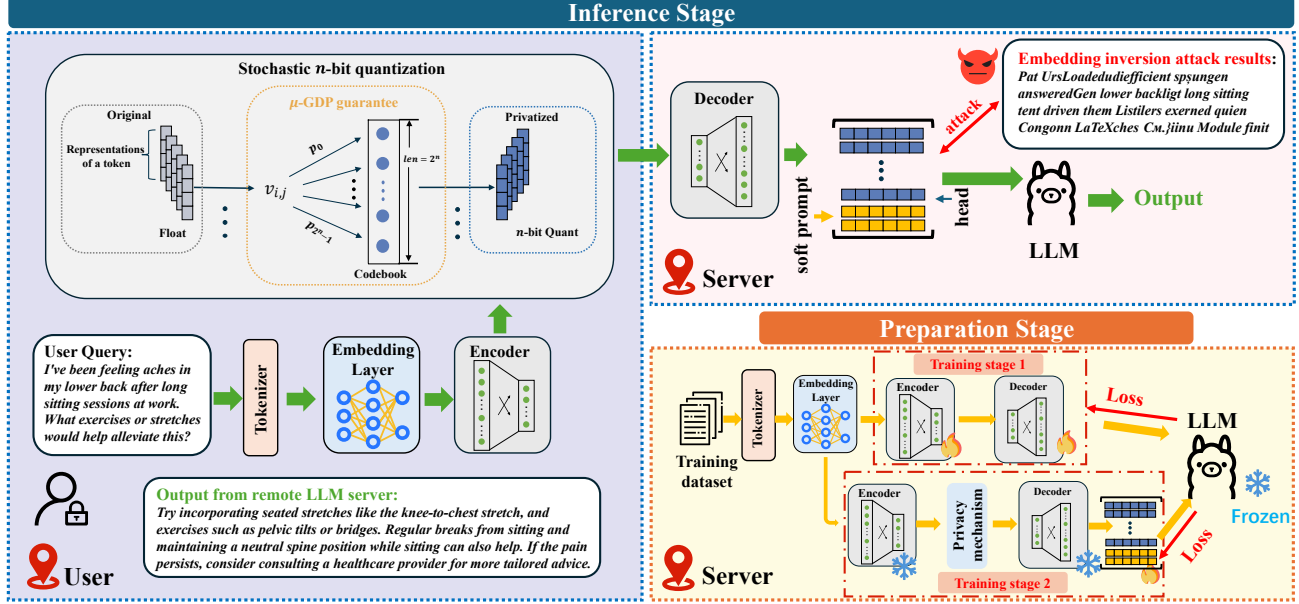 Inference Stage
Stochastic n-bit quantization
μ-GDP guarantee
Original
Representations
of a token
Float
v_{i,j}
p_0
p_{2^n-1}
len = 2^n
Codebook
Privatized
n-bit Quant
User Query:
I've been feeling aches in
my lower back after long
sitting sessions at work.
What exercises or stretches
would help alleviate this?
Tokenizer
Embedding
Layer
Encoder
Output from remote LLM server:
Try incorporating seated stretches like the knee-to-chest stretch, and
exercises such as pelvic tilts or bridges. Regular breaks from sitting and
maintaining a neutral spine position while sitting can also help. If the pain
persists, consider consulting a healthcare provider for more tailored advice.
User
Decoder
soft prompt
head
attack
Embedding inversion attack results:
Pat UrsLoadedudiefficient spșungen
answeredGen lower backligt long sitting
tent driven them Listilers exerned quien
Congonn LaTeXches См.}iinu Module finit
LLM
Output
Server
Preparation Stage
Training stage 1
Training
dataset
Tokenizer
Embedding
Layer
Encoder
Decoder
Loss
LLM
Frozen
Encoder
Privacy
mechanism
Decoder
Loss
Training stage 2
Server